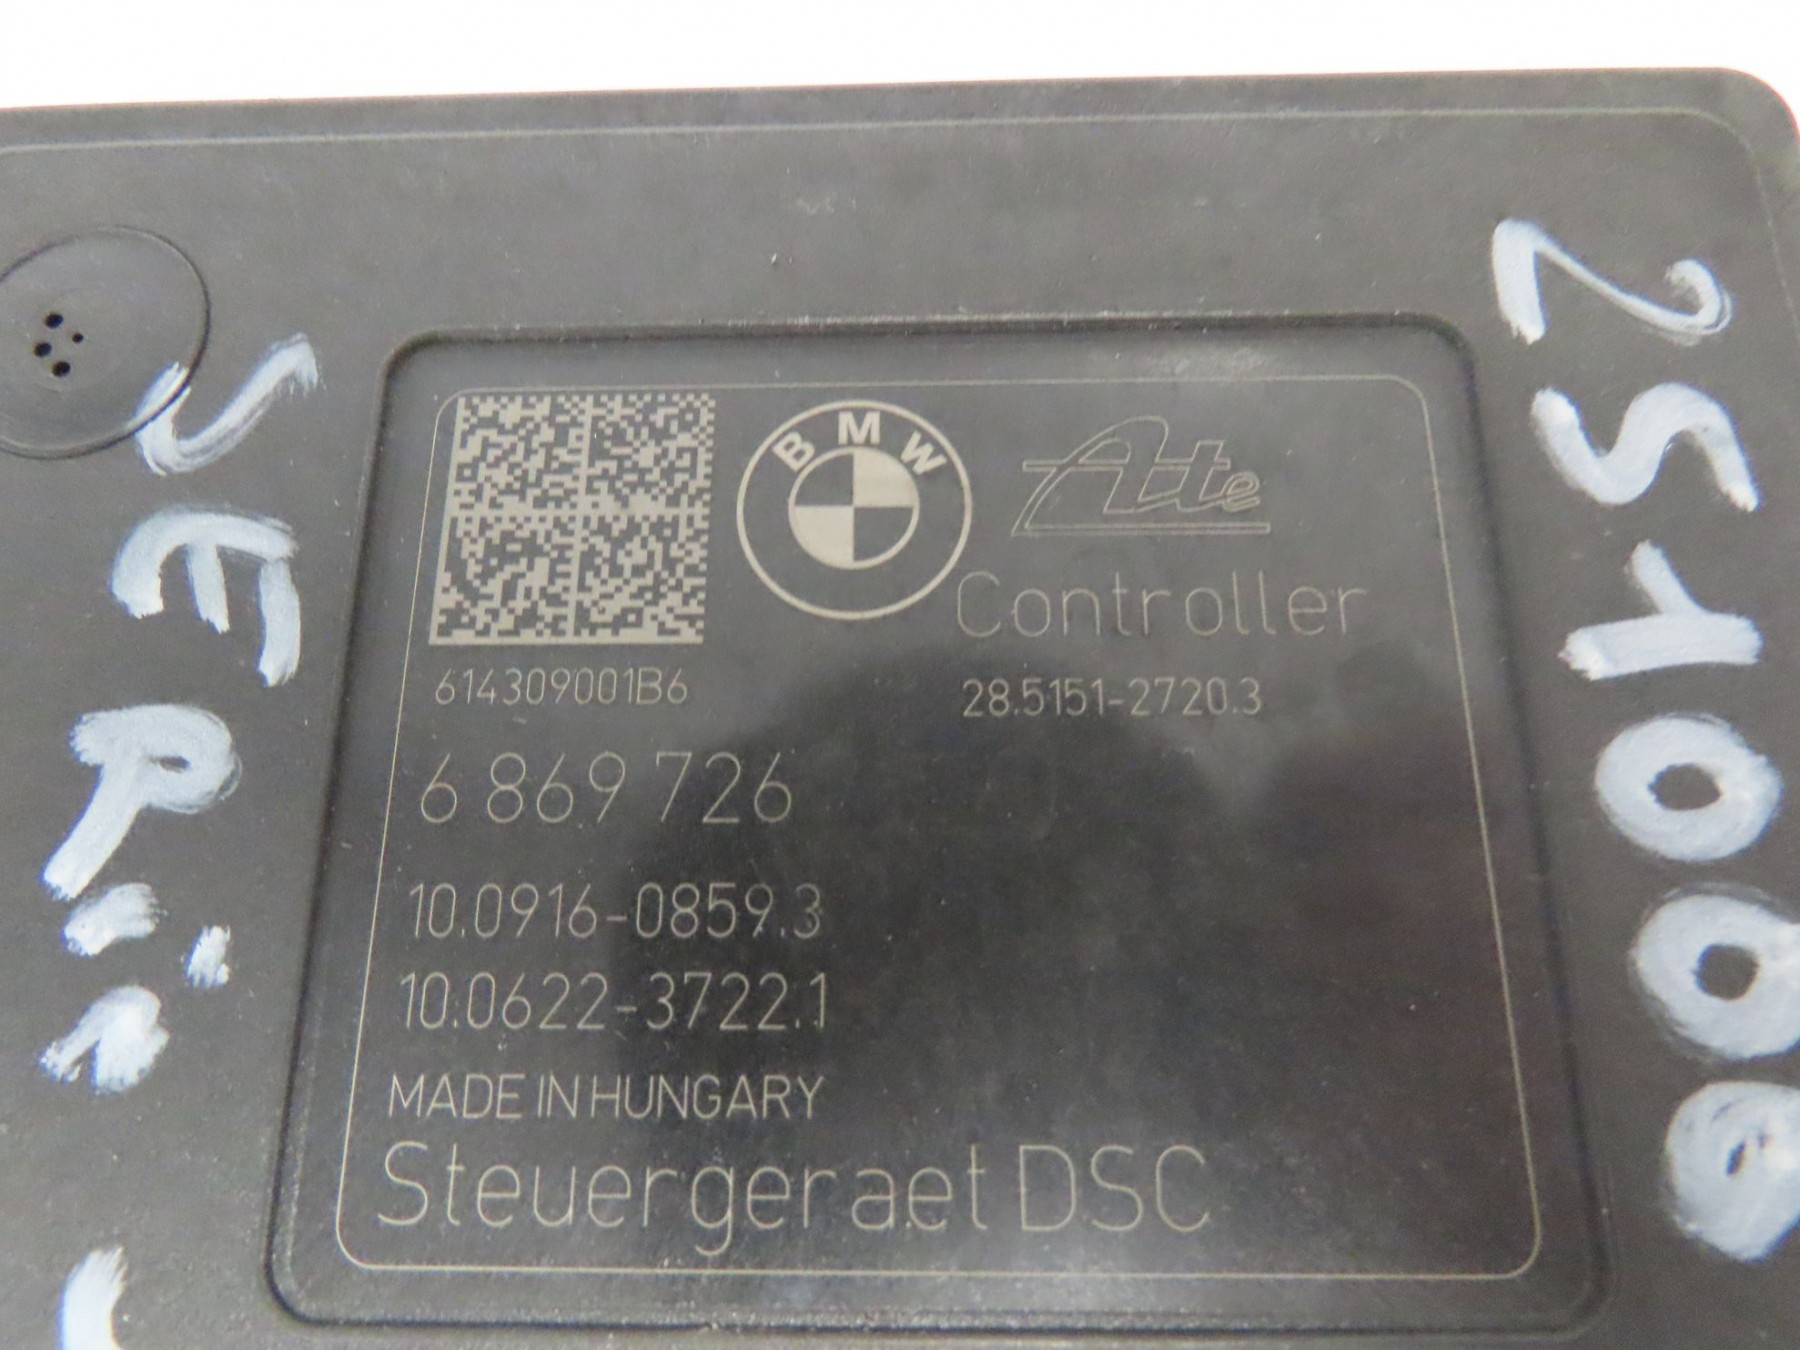 BMW
Ate
Controller
614309001B6
28.5151-2720.3
6 869 726
10.0916-0859.3
10.0622-3722.1
MADE IN HUNGARY
Steuergeraet DSC